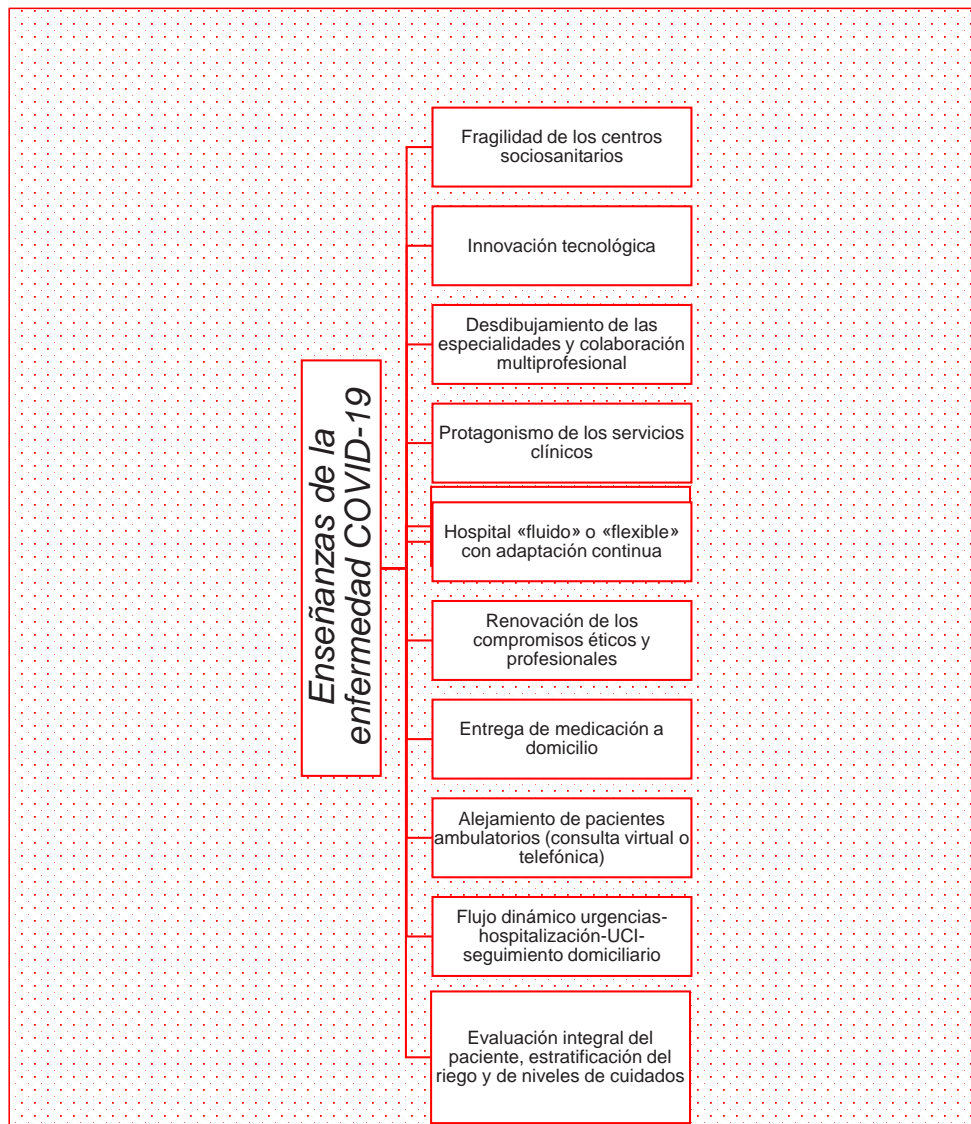 Enseñanzas de la
enfermedad COVID-19
Fragilidad de los centros
sociosanitarios
Innovación tecnológica
Desdibujamiento de las
especialidades y colaboración
multiprofesional
Protagonismo de los servicios
clínicos
Hospital «fluido» o «flexible»
con adaptación continua
Renovación de los
compromisos éticos y
profesionales
Entrega de medicación a
domicilio
Alejamiento de pacientes
ambulatorios (consulta virtual o
telefónica)
Flujo dinámico urgencias-
hospitalización-UCI-
seguimiento domiciliario
Evaluación integral del
paciente, estratificación del
riego y de niveles de cuidados